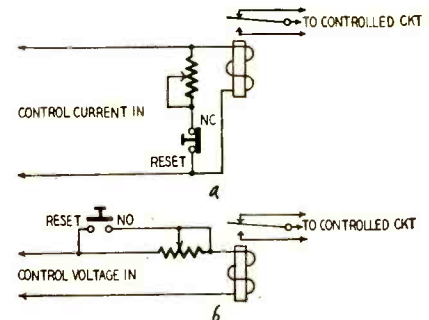 TO CONTROLLED CKT
CONTROL CURRENT IN
NC
RESET
a
RESET NO
TO CONTROLLED CKT
CONTROL VOLTAGE IN
b